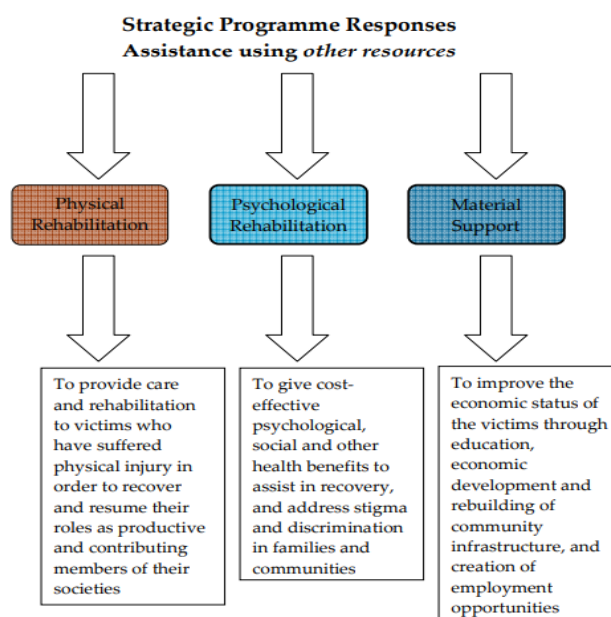 Strategic Programme Responses
Assistance using other resources
Physical
Rehabilitation
Psychological
Rehabilitation
Material
Support
To provide care
and rehabilitation
to victims who
have suffered
physical injury in
order to recover
and resume their
roles as productive
and contributing
members of their
societies
To give cost-
effective
psychological,
social and other
health benefits to
assist in recovery,
and address stigma
and discrimination
in families and
communities
To improve the
economic status of
the victims through
education,
economic
development and
rebuilding of
community
infrastructure, and
creation of
employment
opportunities